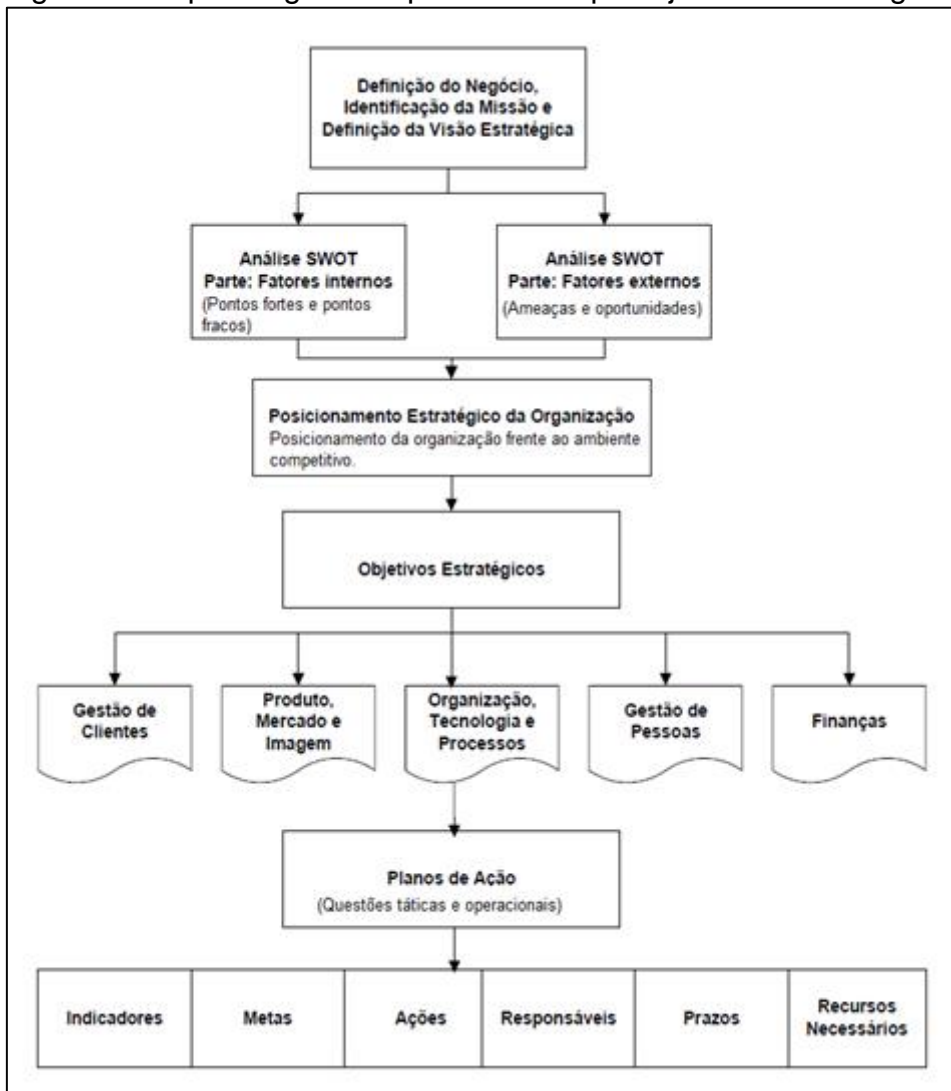 Definição do Negócio,
Identificação da Missão e
Definição da Visão Estratégica
Análise SWOT
Parte: Fatores internos
(Pontos fortes e pontos
fracos)
Análise SWOT
Parte: Fatores externos
(Ameaças e oportunidades)
Posicionamento Estratégico da Organização
Posicionamento da organização frente ao ambiente
competitivo.
Objetivos Estratégicos
Gestão de
Clientes
Produto,
Mercado e
Imagem
Organização,
Tecnologia e
Processos
Gestão de
Pessoas
Finanças
Planos de Ação
(Questões táticas e operacionais)
Indicadores
Metas
Ações
Responsáveis
Prazos
Recursos
Necessários